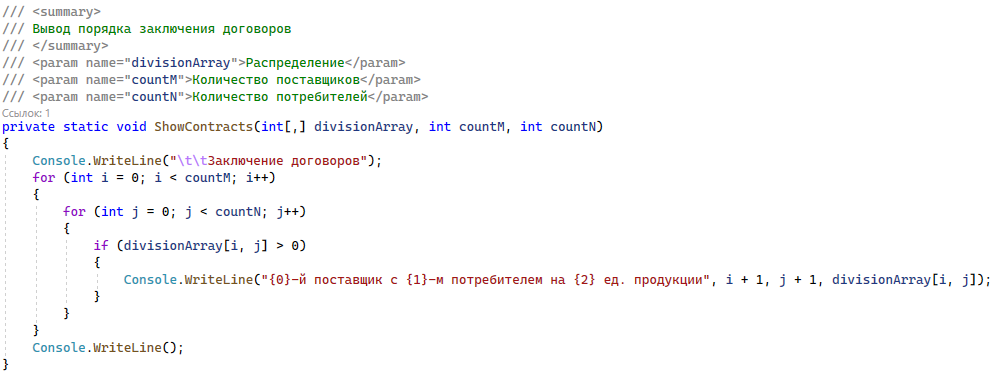 /// <summary>
/// Вывод порядка заключения договоров
/// </summary>
/// <param name="divisionArray">Распределение</param>
/// <param name="countM">Количество поставщиков</param>
/// <param name="countN">Количество потребителей</param>
Ссылок: 1
private static void ShowContracts(int[,] divisionArray, int countM, int countN)
{
    Console.WriteLine("\t\tЗаключение договоров");
    for (int i = 0; i < countM; i++)
    {
        for (int j = 0; j < countN; j++)
        {
            if (divisionArray[i, j] > 0)
            {
                Console.WriteLine("{0}-й поставщик с {1}-м потребителем на {2} ед. продукции", i + 1, j + 1, divisionArray[i, j]);
            }
        }
    }
    Console.WriteLine();
}